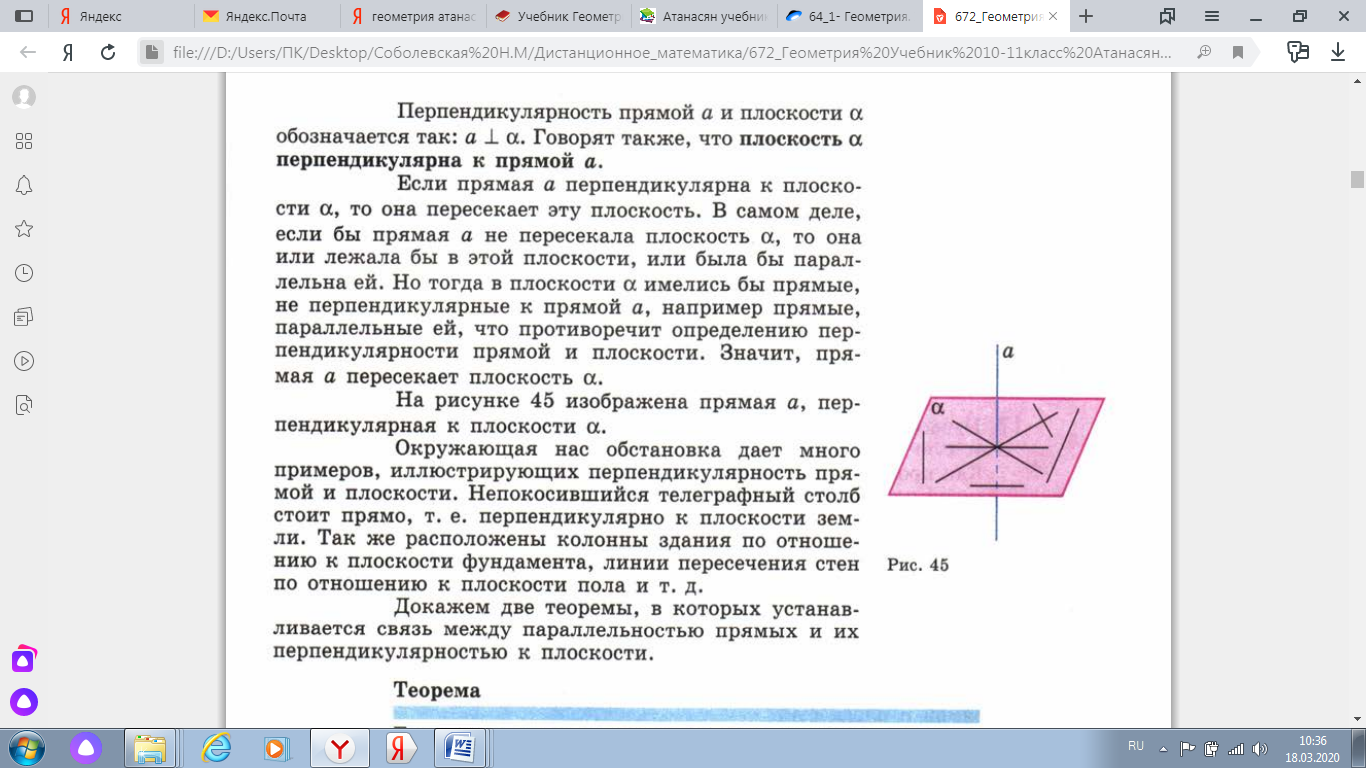 Яндекс
Яндекс.Почта
геометрия атанас
Учебник Геометр
Атанасян учебни
64_1- Геометрия.
672_Геометрия
file:///D:/Users/ПК/Desktop/Соболевская%20Н.М/Дистанционное_математика/672_Геометрия%20Учебник%2010-11класс%20Атанасян...
Перпендикулярность прямой a и плоскости α
обозначается так: a ⊥ α. Говорят также, что плоскость α
перпендикулярна к прямой a.
Если прямая a перпендикулярна к плоско-
сти α, то она пересекает эту плоскость. В самом деле,
если бы прямая a не пересекала плоскость α, то она
или лежала бы в этой плоскости, или была бы парал-
лельна ей. Но тогда в плоскости α имелись бы прямые,
не перпендикулярные к прямой a, например прямые,
параллельные ей, что противоречит определению пер-
пендикулярности прямой и плоскости. Значит, пря-
мая a пересекает плоскость α.
На рисунке 45 изображена прямая a, пер-
пендикулярная к плоскости α.
Окружающая нас обстановка дает много
примеров, иллюстрирующих перпендикулярность пря-
мой и плоскости. Непокосившийся телеграфный столб
стоит прямо, т. е. перпендикулярно к плоскости зем-
ли. Так же расположены колонны здания по отноше-
нию к плоскости фундамента, линии пересечения стен
по отношению к плоскости пола и т. д.
Докажем две теоремы, в которых устанав-
ливается связь между параллельностью прямых и их
перпендикулярностью к плоскости.
Теорема
a
α
Рис. 45
RU
10:36
18.03.2020